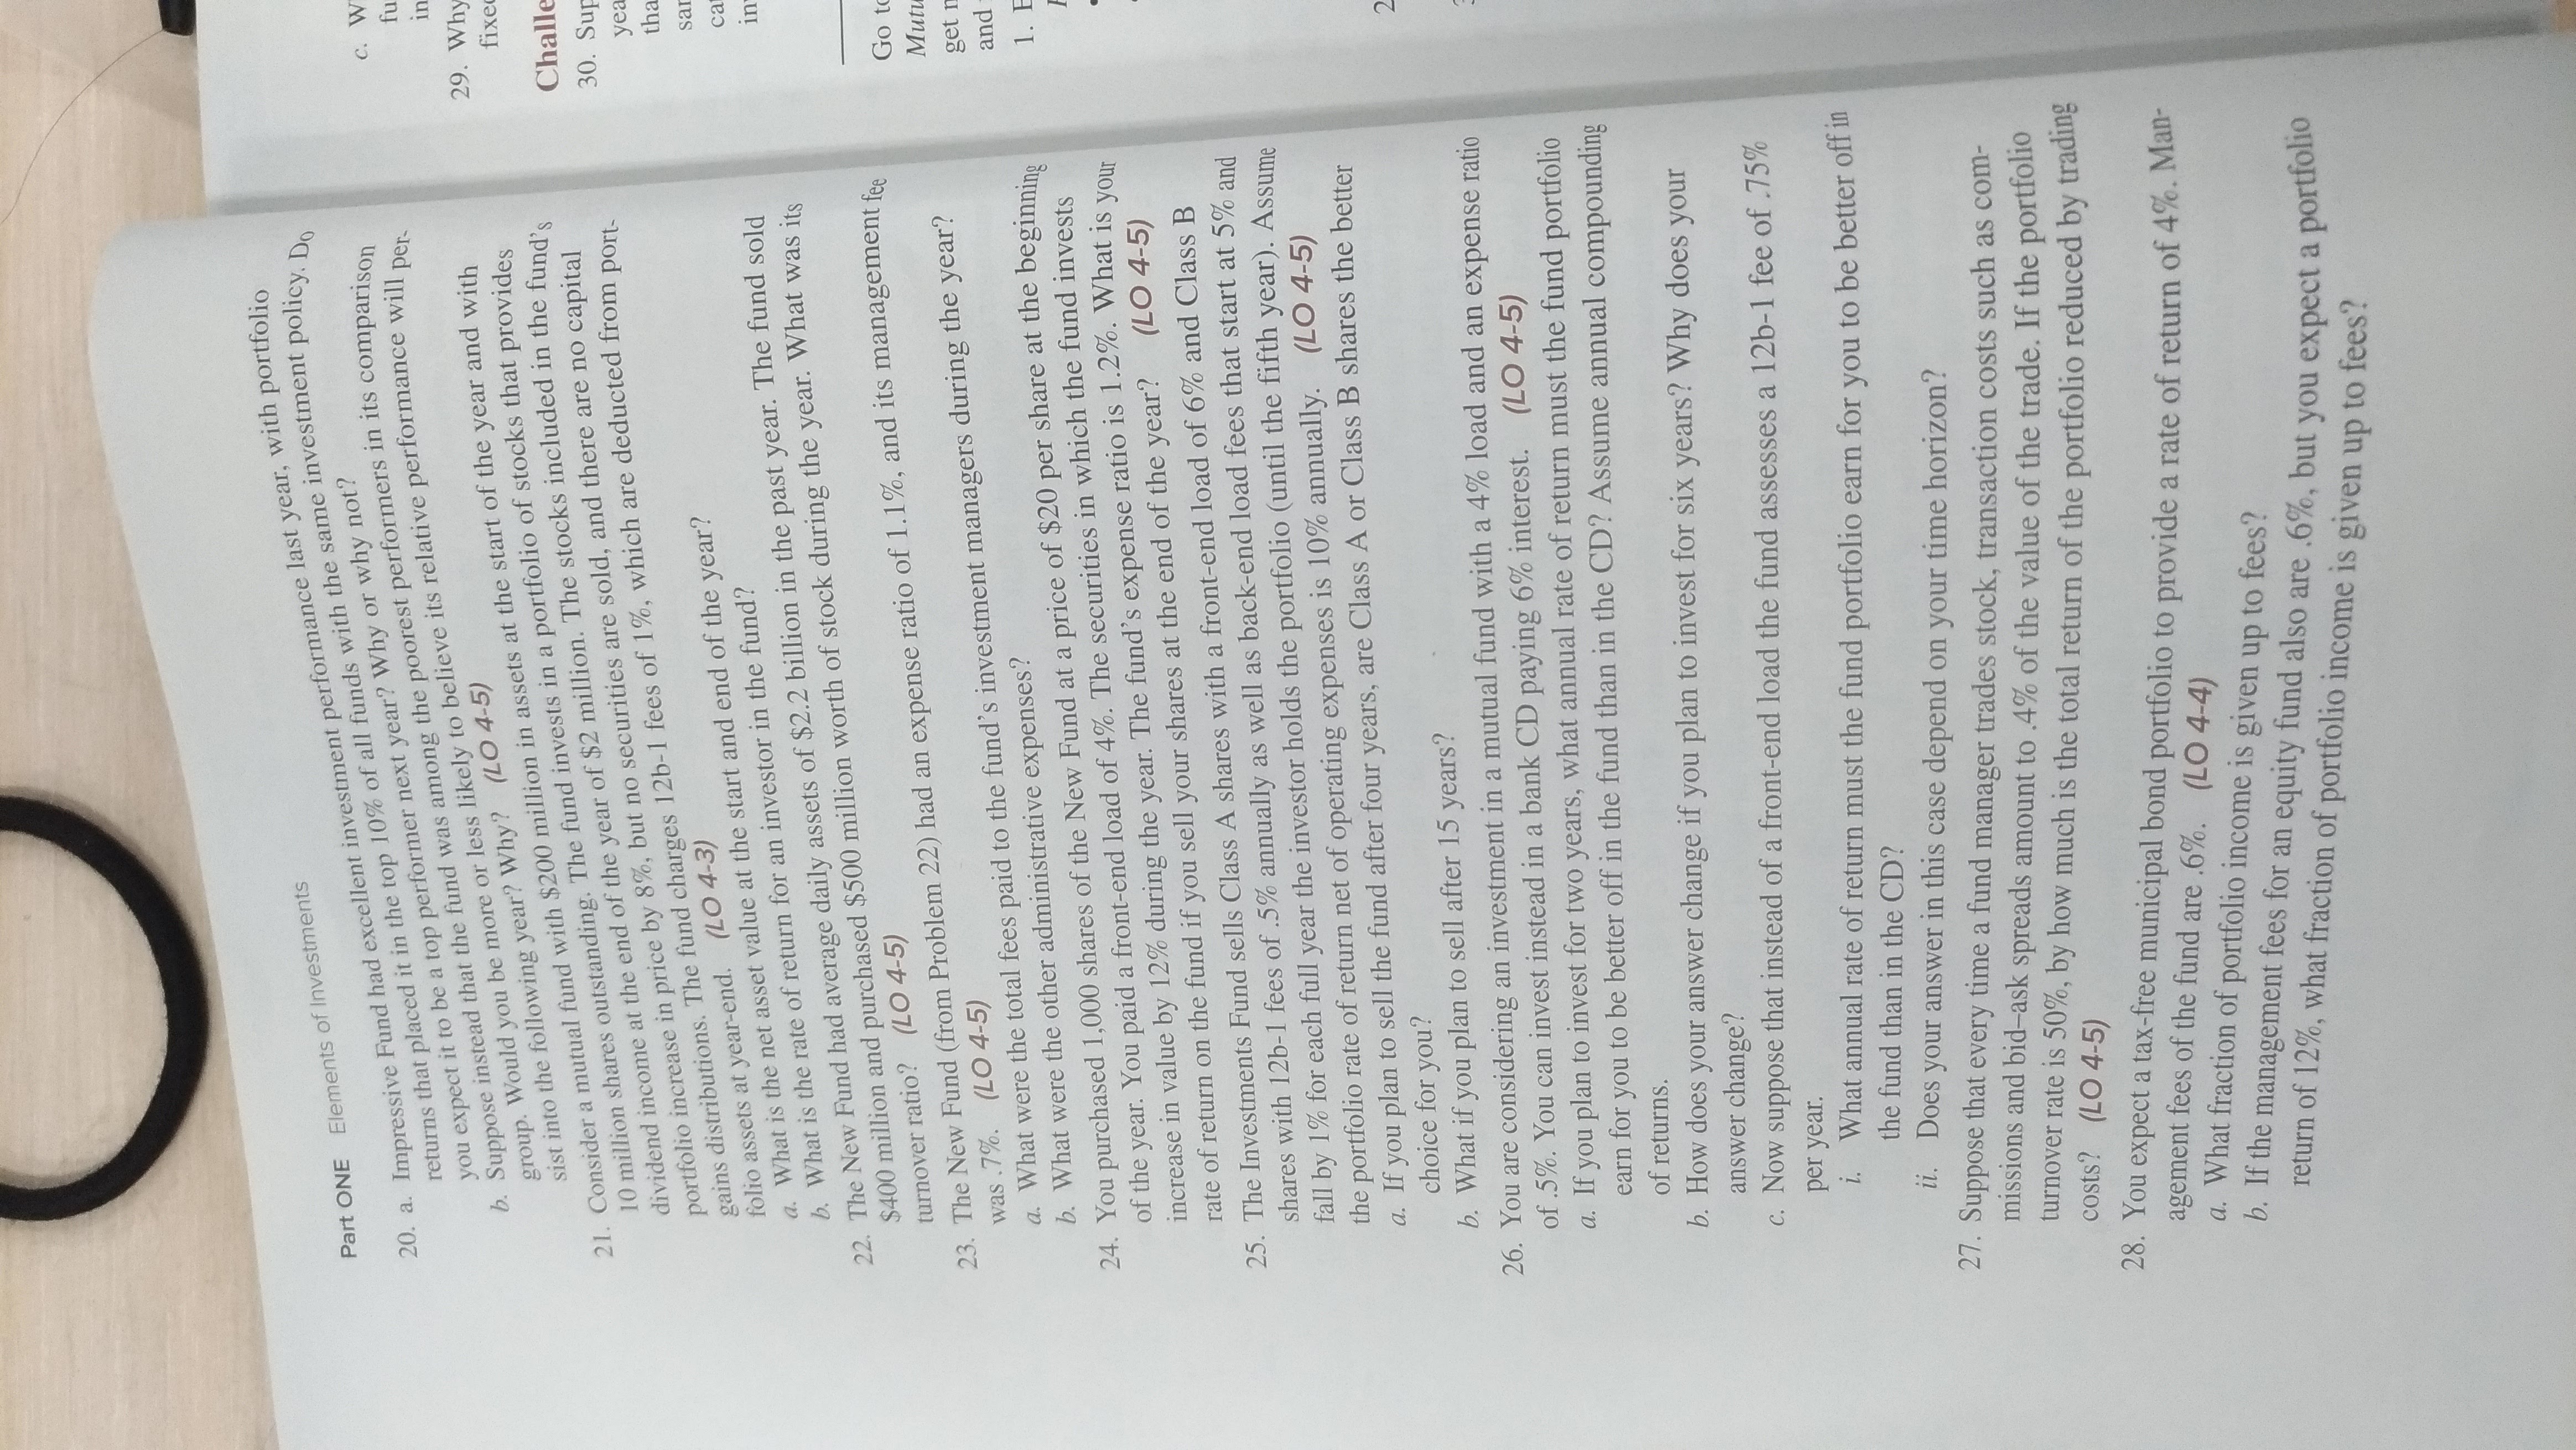 Part ONE Elements of Investments
20. a. Impressive Fund had excellent investment performance last year, with portfolio
returns that placed it in the top 10% of all funds with the same investment policy. Do
you expect it to be a top performer next year? Why or why not?
b. Suppose instead that the fund was among the poorest performers in its comparison
group. Would you be more or less likely to believe its relative performance will per-
sist into the following year? Why? (LO 4-5)
21. Consider a mutual fund with $200 million in assets at the start of the year and with
10 million shares outstanding. The fund invests in a portfolio of stocks that provides
dividend income at the end of the year of $2 million. The stocks included in the fund's
portfolio increase in price by 8%, but no securities are sold, and there are no capital
gains distributions. The fund charges 12b-1 fees of 1%, which are deducted from port-
folio assets at year-end. (LO 4-3)
a. What is the net asset value at the start and end of the year?
b. What is the rate of return for an investor in the fund?
22. The New Fund had average daily assets of $2.2 billion in the past year. The fund sold
$400 million and purchased $500 million worth of stock during the year. What was its
turnover ratio? (LO 4-5)
23. The New Fund (from Problem 22) had an expense ratio of 1.1%, and its management fee
was .7%. (LO 4-5)
a. What were the total fees paid to the fund's investment managers during the year?
b. What were the other administrative expenses?
24. You purchased 1,000 shares of the New Fund at a price of $20 per share at the beginning
of the year. You paid a front-end load of 4%. The securities in which the fund invests
increase in value by 12% during the year. The fund's expense ratio is 1.2%. What is your
rate of return on the fund if you sell your shares at the end of the year? (LO 4-5)
25. The Investments Fund sells Class A shares with a front-end load of 6% and Class B
shares with 12b-1 fees of .5% annually as well as back-end load fees that start at 5% and
fall by 1% for each full year the investor holds the portfolio (until the fifth year). Assume
the portfolio rate of return net of operating expenses is 10% annually. (LO 4-5)
a. If you plan to sell the fund after four years, are Class A or Class B shares the better
choice for you?
b. What if you plan to sell after 15 years?
26. You are considering an investment in a mutual fund with a 4% load and an expense ratio
of .5%. You can invest instead in a bank CD paying 6% interest. (LO 4-5)
a. If you plan to invest for two years, what annual rate of return must the fund portfolio
earn for you to be better off in the fund than in the CD? Assume annual compounding
of returns.
b. How does your answer change if you plan to invest for six years? Why does your
answer change?
c. Now suppose that instead of a front-end load the fund assesses a 12b-1 fee of .75%
per year.
i. What annual rate of return must the fund portfolio earn for you to be better off in
the fund than in the CD?
ii. Does your answer in this case depend on your time horizon?
27. Suppose that every time a fund manager trades stock, transaction costs such as com-
missions and bid–ask spreads amount to .4% of the value of the trade. If the portfolio
turnover rate is 50%, by how much is the total return of the portfolio reduced by trading
costs? (LO 4-5)
28. You expect a tax-free municipal bond portfolio to provide a rate of return of 4%. Man-
agement fees of the fund are .6%. (LO 4-4)
a. What fraction of portfolio income is given up to fees?
b. If the management fees for an equity fund also are .6%, but you expect a portfolio
return of 12%, what fraction of portfolio income is given up to fees?
c.
29. Why
30.
Go
get
and
1.